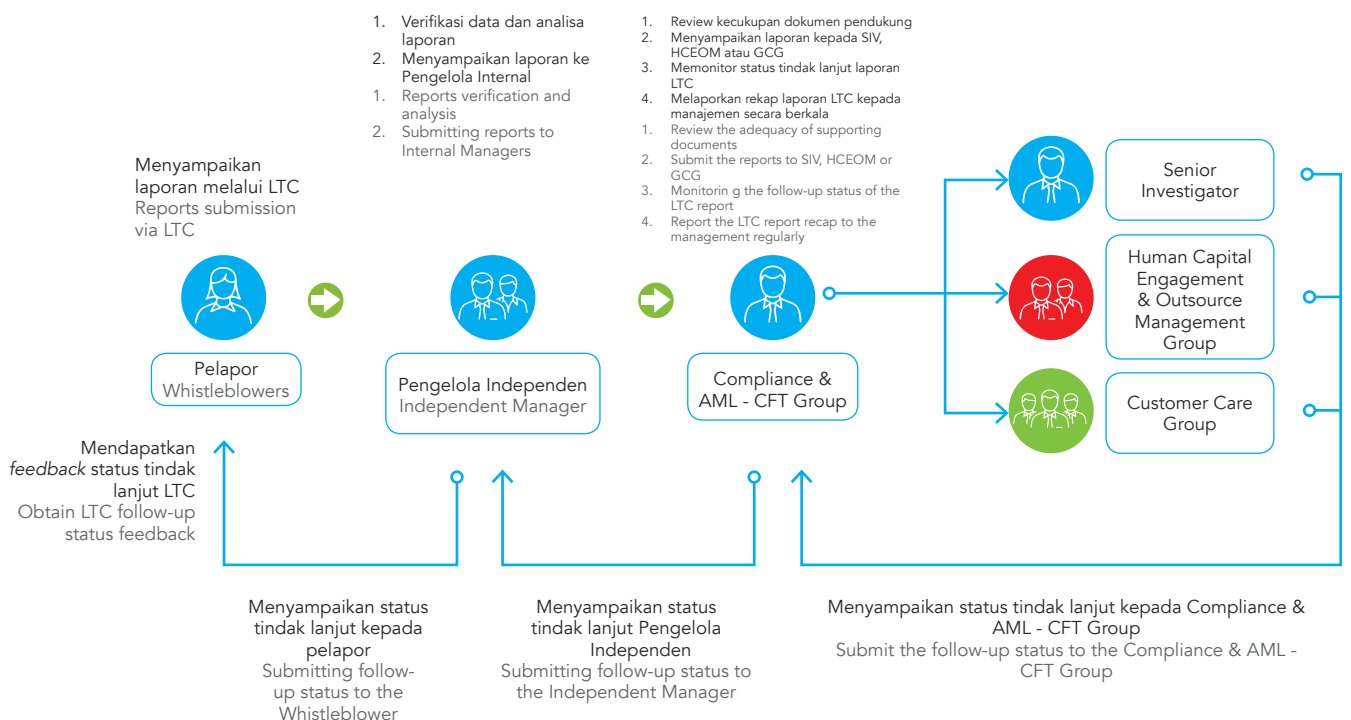 Menyampaikan
laporan melalui LTC
Reports submission
via LTC
1. Verifikasi data dan analisa
laporan
2. Menyampaikan laporan ke
Pengelola Internal
1. Reports verification and
analysis
2. Submitting reports to
Internal Managers
1. Review kecukupan dokumen pendukung
2. Menyampaikan laporan kepada SIV,
HCEOM atau GCG
3. Memonitor status tindak lanjut laporan
LTC
4. Melaporkan rekap laporan LTC kepada
manajemen secara berkala
1. Review the adequacy of supporting
documents
2. Submit the reports to SIV, HCEOM or
GCG
3. Monitorin g the follow-up status of the
LTC report
4. Report the LTC report recap to the
management regularly
Pelapor
Whistleblowers
Pengelola Independen
Independent Manager
Compliance &
AML - CFT Group
Senior
Investigator
Human Capital
Engagement
& Outsource
Management
Group
Customer Care
Group
Mendapatkan
feedback status tindak
lanjut LTC
Obtain LTC follow-up
status feedback
Menyampaikan status
tindak lanjut kepada
pelapor
Submitting follow-
up status to the
Whistleblower
Menyampaikan status
tindak lanjut Pengelola
Independen
Submitting follow-up status to
the Independent Manager
Menyampaikan status tindak lanjut kepada Compliance &
AML - CFT Group
Submit the follow-up status to the Compliance & AML -
CFT Group